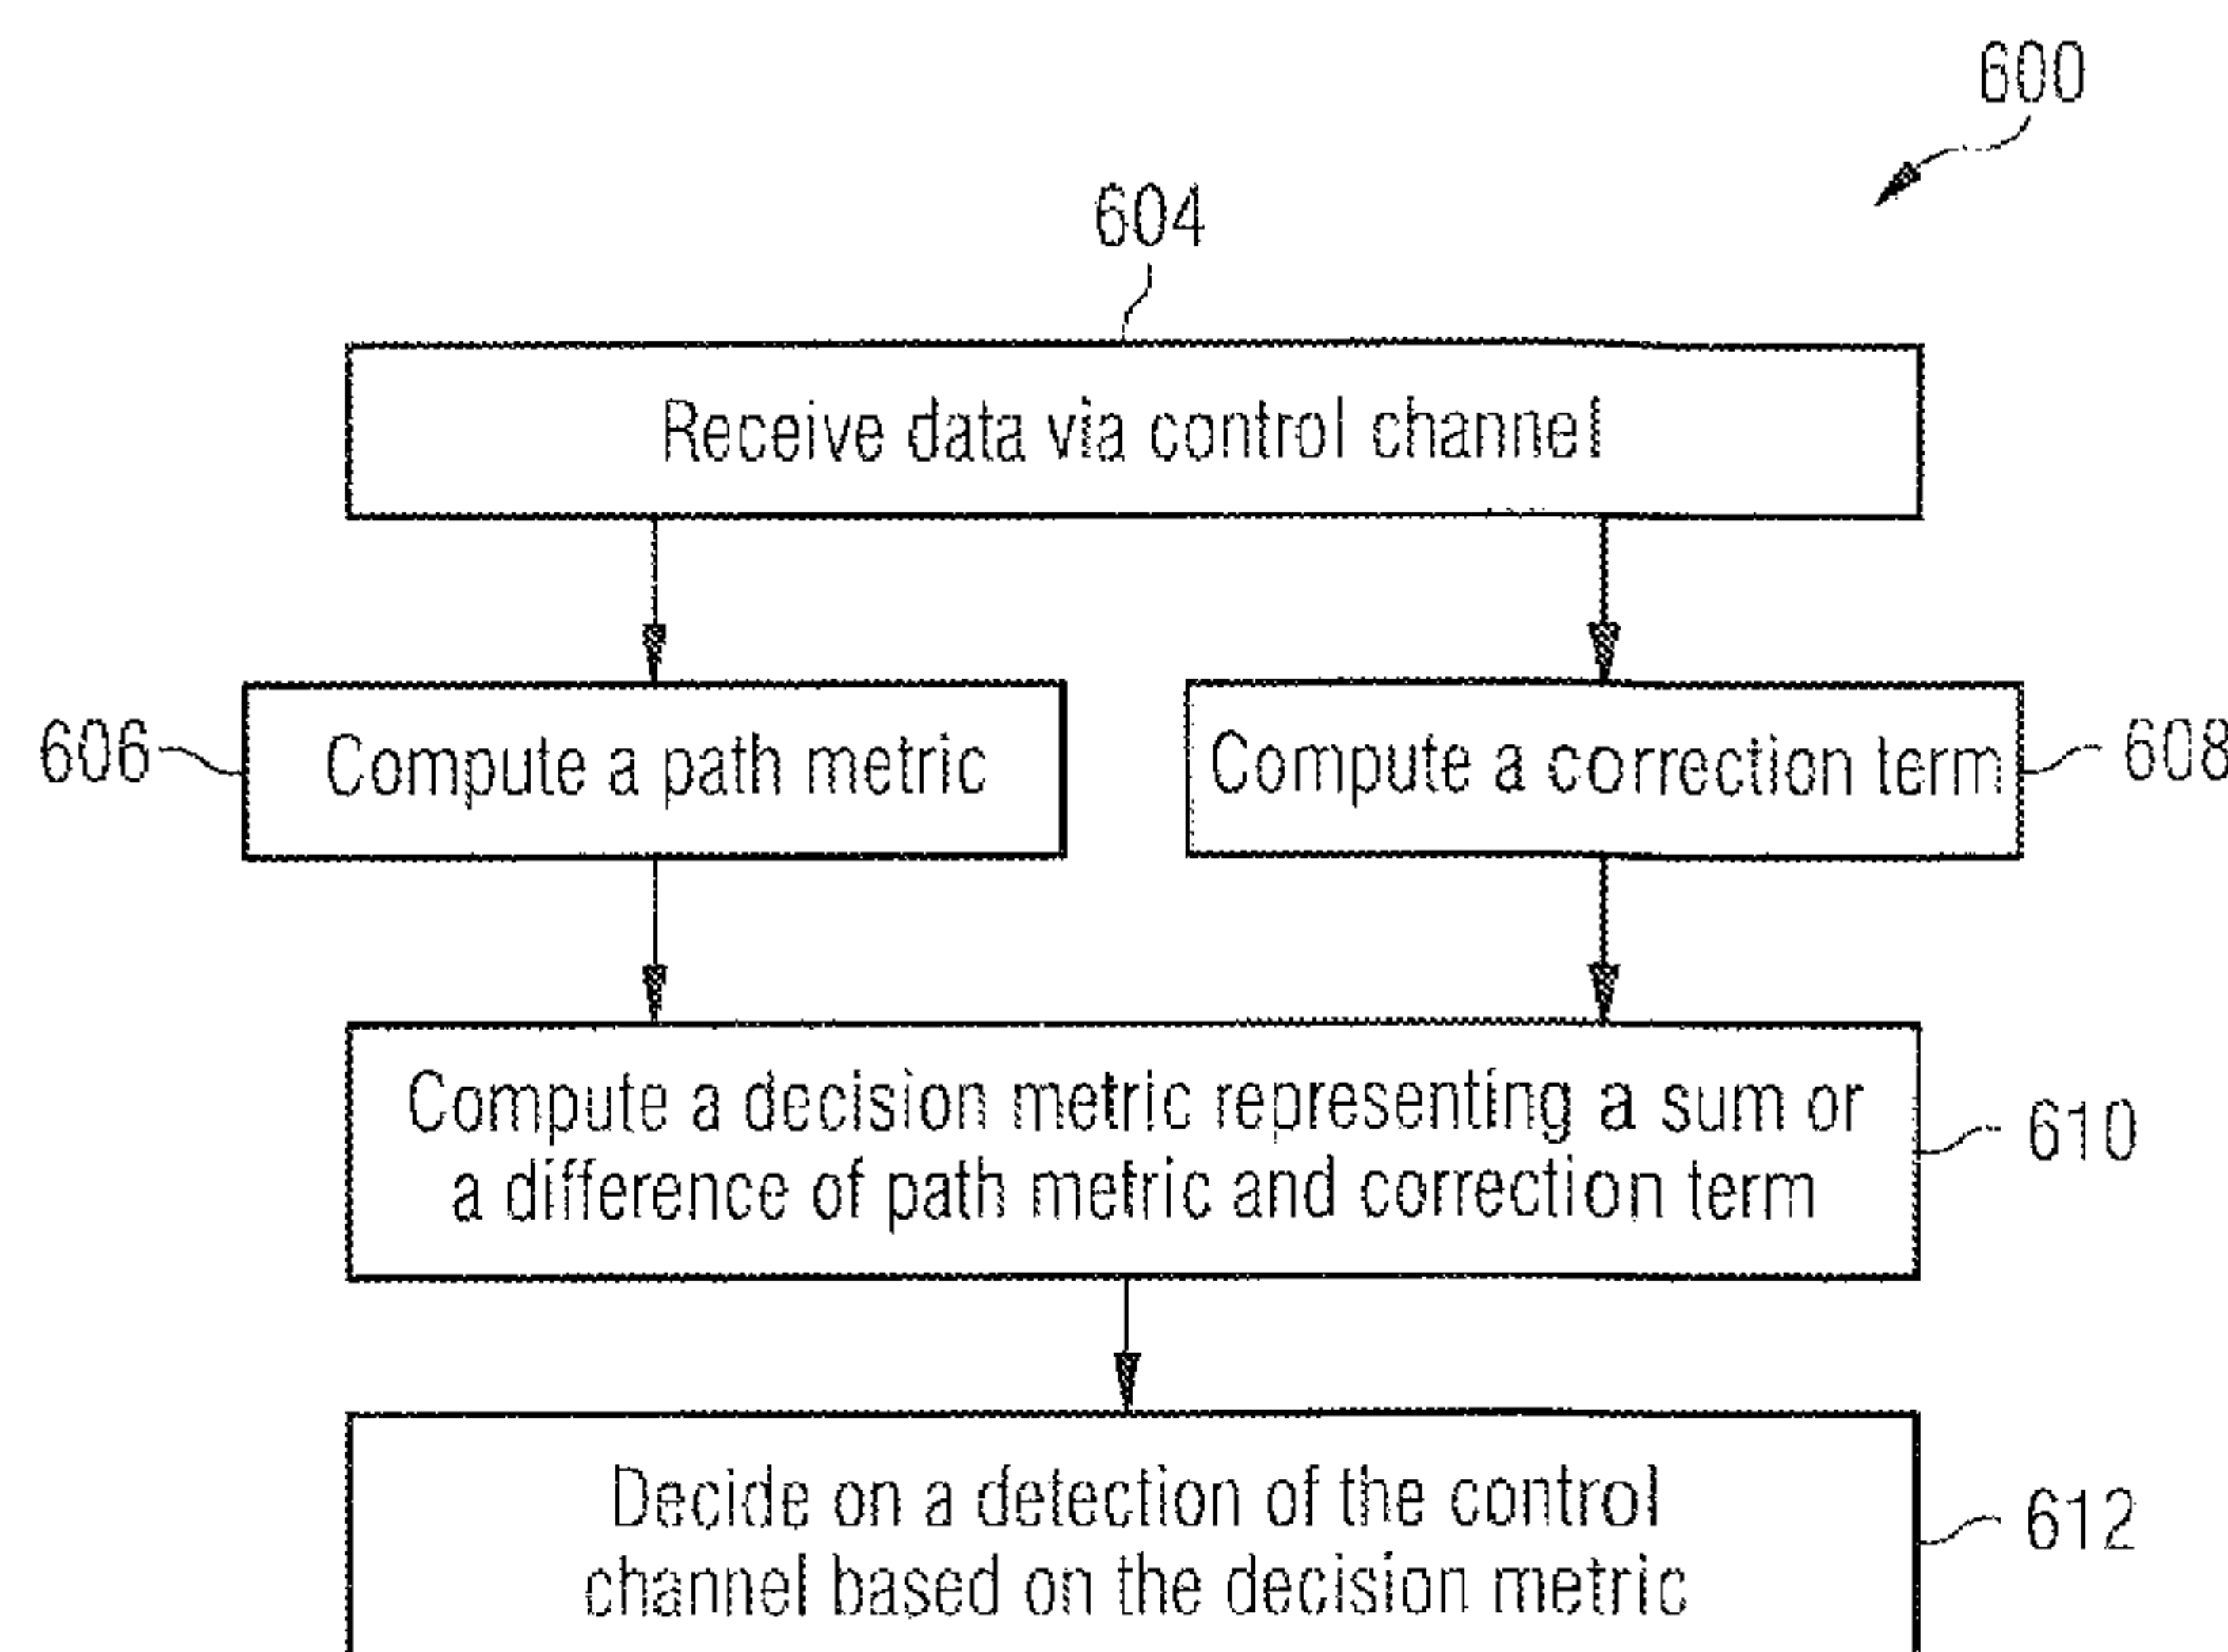 600
604
Receive data via control channel
606
Compute a path metric
Compute a correction term
608
Compute a decision metric representing a sum or
a difference of path metric and correction term
610
Decide on a detection of the control
channel based on the decision metric
612